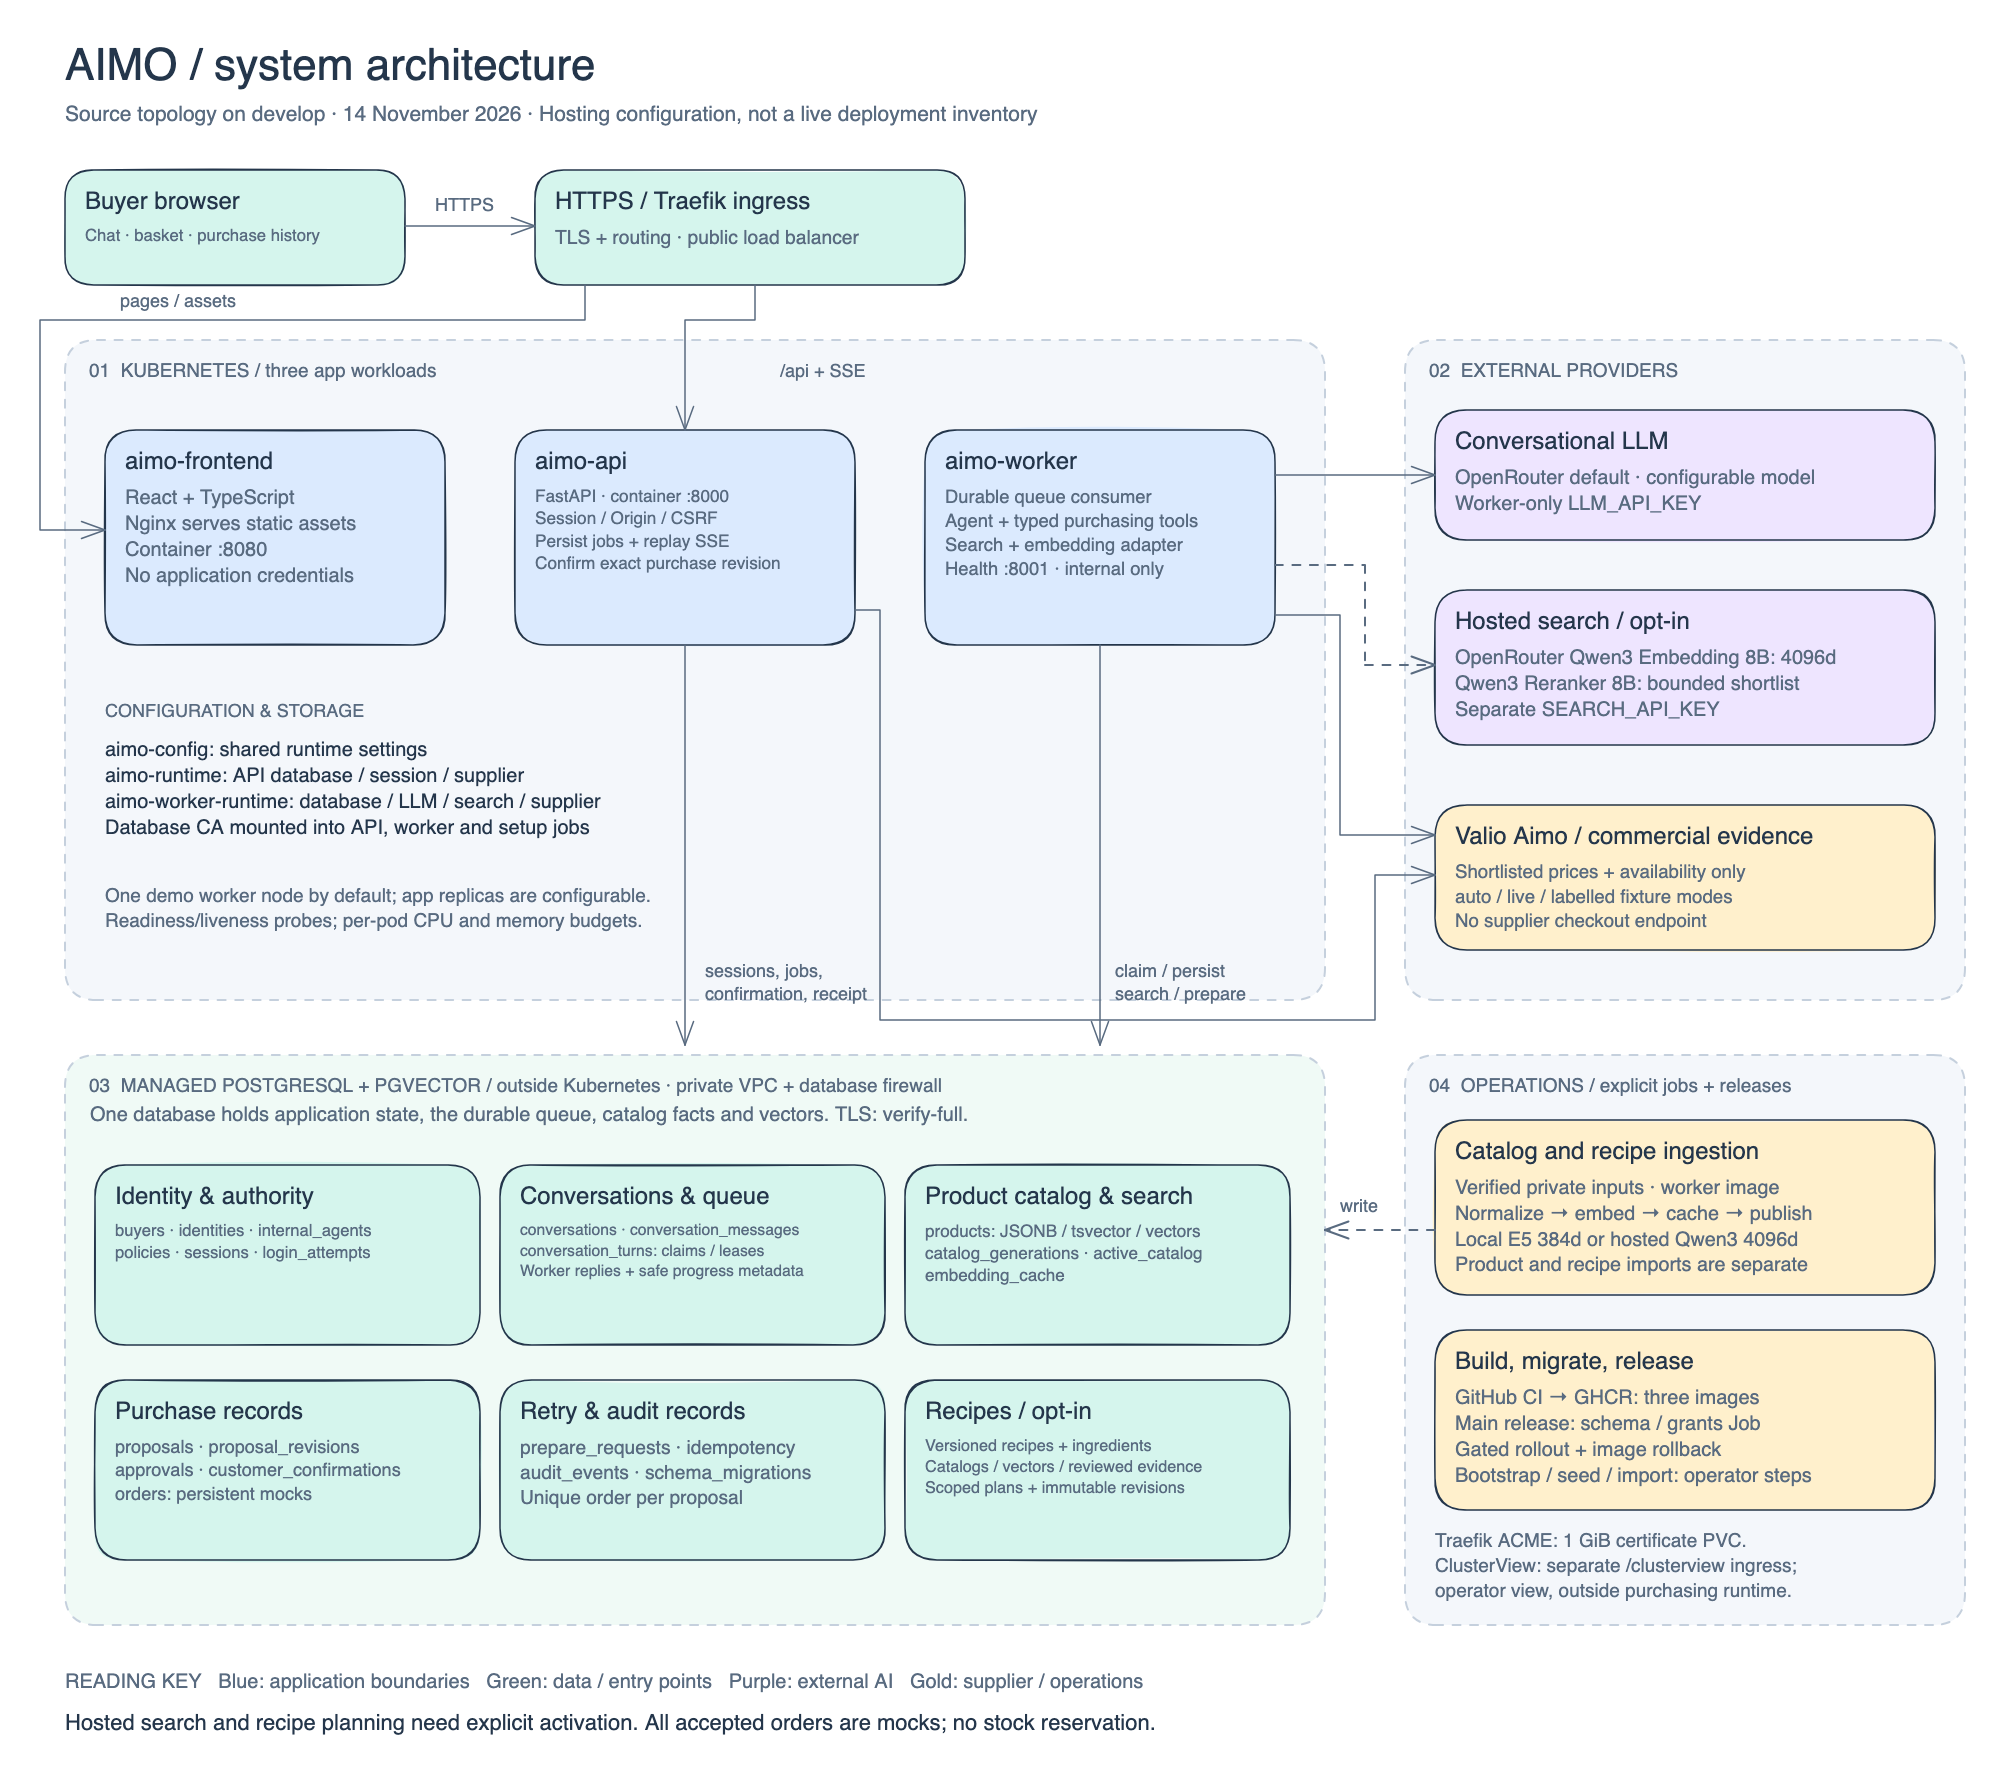 AIMO / system architecture
Source topology on develop · 14 November 2026 · Hosting configuration, not a live deployment inventory
Buyer browser
Chat · basket · purchase history
HTTPS
HTTPS / Traefik ingress
TLS + routing · public load balancer
pages / assets
01 KUBERNETES / three app workloads
/api + SSE
aimo-frontend
React + TypeScript
Nginx serves static assets
Container :8080
No application credentials
aimo-api
FastAPI · container :8000
Session / Origin / CSRF
Persist jobs + replay SSE
Confirm exact purchase revision
aimo-worker
Durable queue consumer
Agent + typed purchasing tools
Search + embedding adapter
Health :8001 · internal only
CONFIGURATION & STORAGE
aimo-config: shared runtime settings
aimo-runtime: API database / session / supplier
aimo-worker-runtime: database / LLM / search / supplier
Database CA mounted into API, worker and setup jobs
One demo worker node by default; app replicas are configurable.
Readiness/liveness probes; per-pod CPU and memory budgets.
sessions, jobs,
confirmation, receipt
claim / persist
search / prepare
02 EXTERNAL PROVIDERS
Conversational LLM
OpenRouter default · configurable model
Worker-only LLM_API_KEY
Hosted search / opt-in
OpenRouter Qwen3 Embedding 8B: 4096d
Qwen3 Reranker 8B: bounded shortlist
Separate SEARCH_API_KEY
Valio Aimo / commercial evidence
Shortlisted prices + availability only
auto / live / labelled fixture modes
No supplier checkout endpoint
03 MANAGED POSTGRESQL + PGVECTOR / outside Kubernetes · private VPC + database firewall
One database holds application state, the durable queue, catalog facts and vectors. TLS: verify-full.
Identity & authority
buyers · identities · internal_agents
policies · sessions · login_attempts
Conversations & queue
conversations · conversation_messages
conversation_turns: claims / leases
Worker replies + safe progress metadata
Product catalog & search
products: JSONB / tsvector / vectors
catalog_generations · active_catalog
embedding_cache
Purchase records
proposals · proposal_revisions
approvals · customer_confirmations
orders: persistent mocks
Retry & audit records
prepare_requests · idempotency
audit_events · schema_migrations
Unique order per proposal
Recipes / opt-in
Versioned recipes + ingredients
Catalogs / vectors / reviewed evidence
Scoped plans + immutable revisions
write
04 OPERATIONS / explicit jobs + releases
Catalog and recipe ingestion
Verified private inputs · worker image
Normalize → embed → cache → publish
Local E5 384d or hosted Qwen3 4096d
Product and recipe imports are separate
Build, migrate, release
GitHub CI → GHCR: three images
Main release: schema / grants Job
Gated rollout + image rollback
Bootstrap / seed / import: operator steps
Traefik ACME: 1 GiB certificate PVC.
ClusterView: separate /clusterview ingress;
operator view, outside purchasing runtime.
READING KEY Blue: application boundaries Green: data / entry points Purple: external AI Gold: supplier / operations
Hosted search and recipe planning need explicit activation. All accepted orders are mocks; no stock reservation.